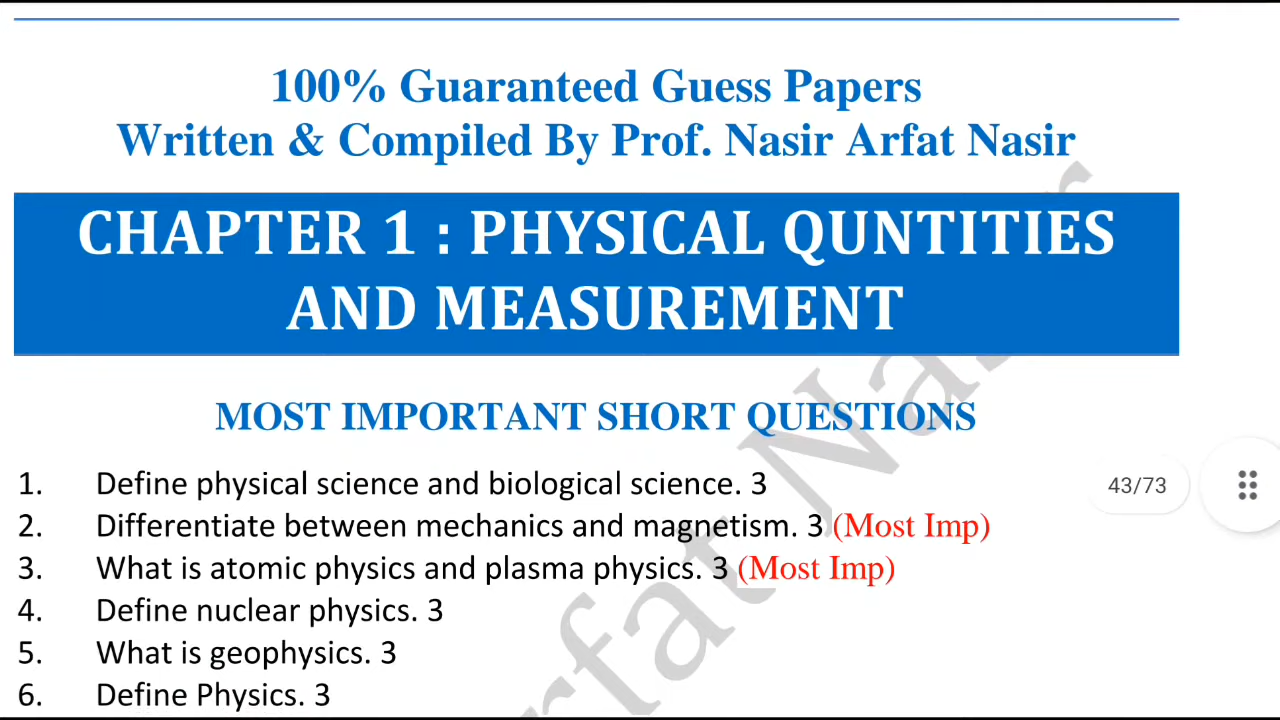 100% Guaranteed Guess Papers
Written & Compiled By Prof. Nasir Arfat Nasir
CHAPTER 1 : PHYSICAL QUNTITIES
AND MEASUREMENT
MOST IMPORTANT SHORT QUESTIONS
1. Define physical science and biological science. 3
43/73
2. Differentiate between mechanics and magnetism. 3 (Most Imp)
3. What is atomic physics and plasma physics. 3 (Most Imp)
4. Define nuclear physics. 3
5. What is geophysics. 3
6. Define Physics. 3
rfat Nasir